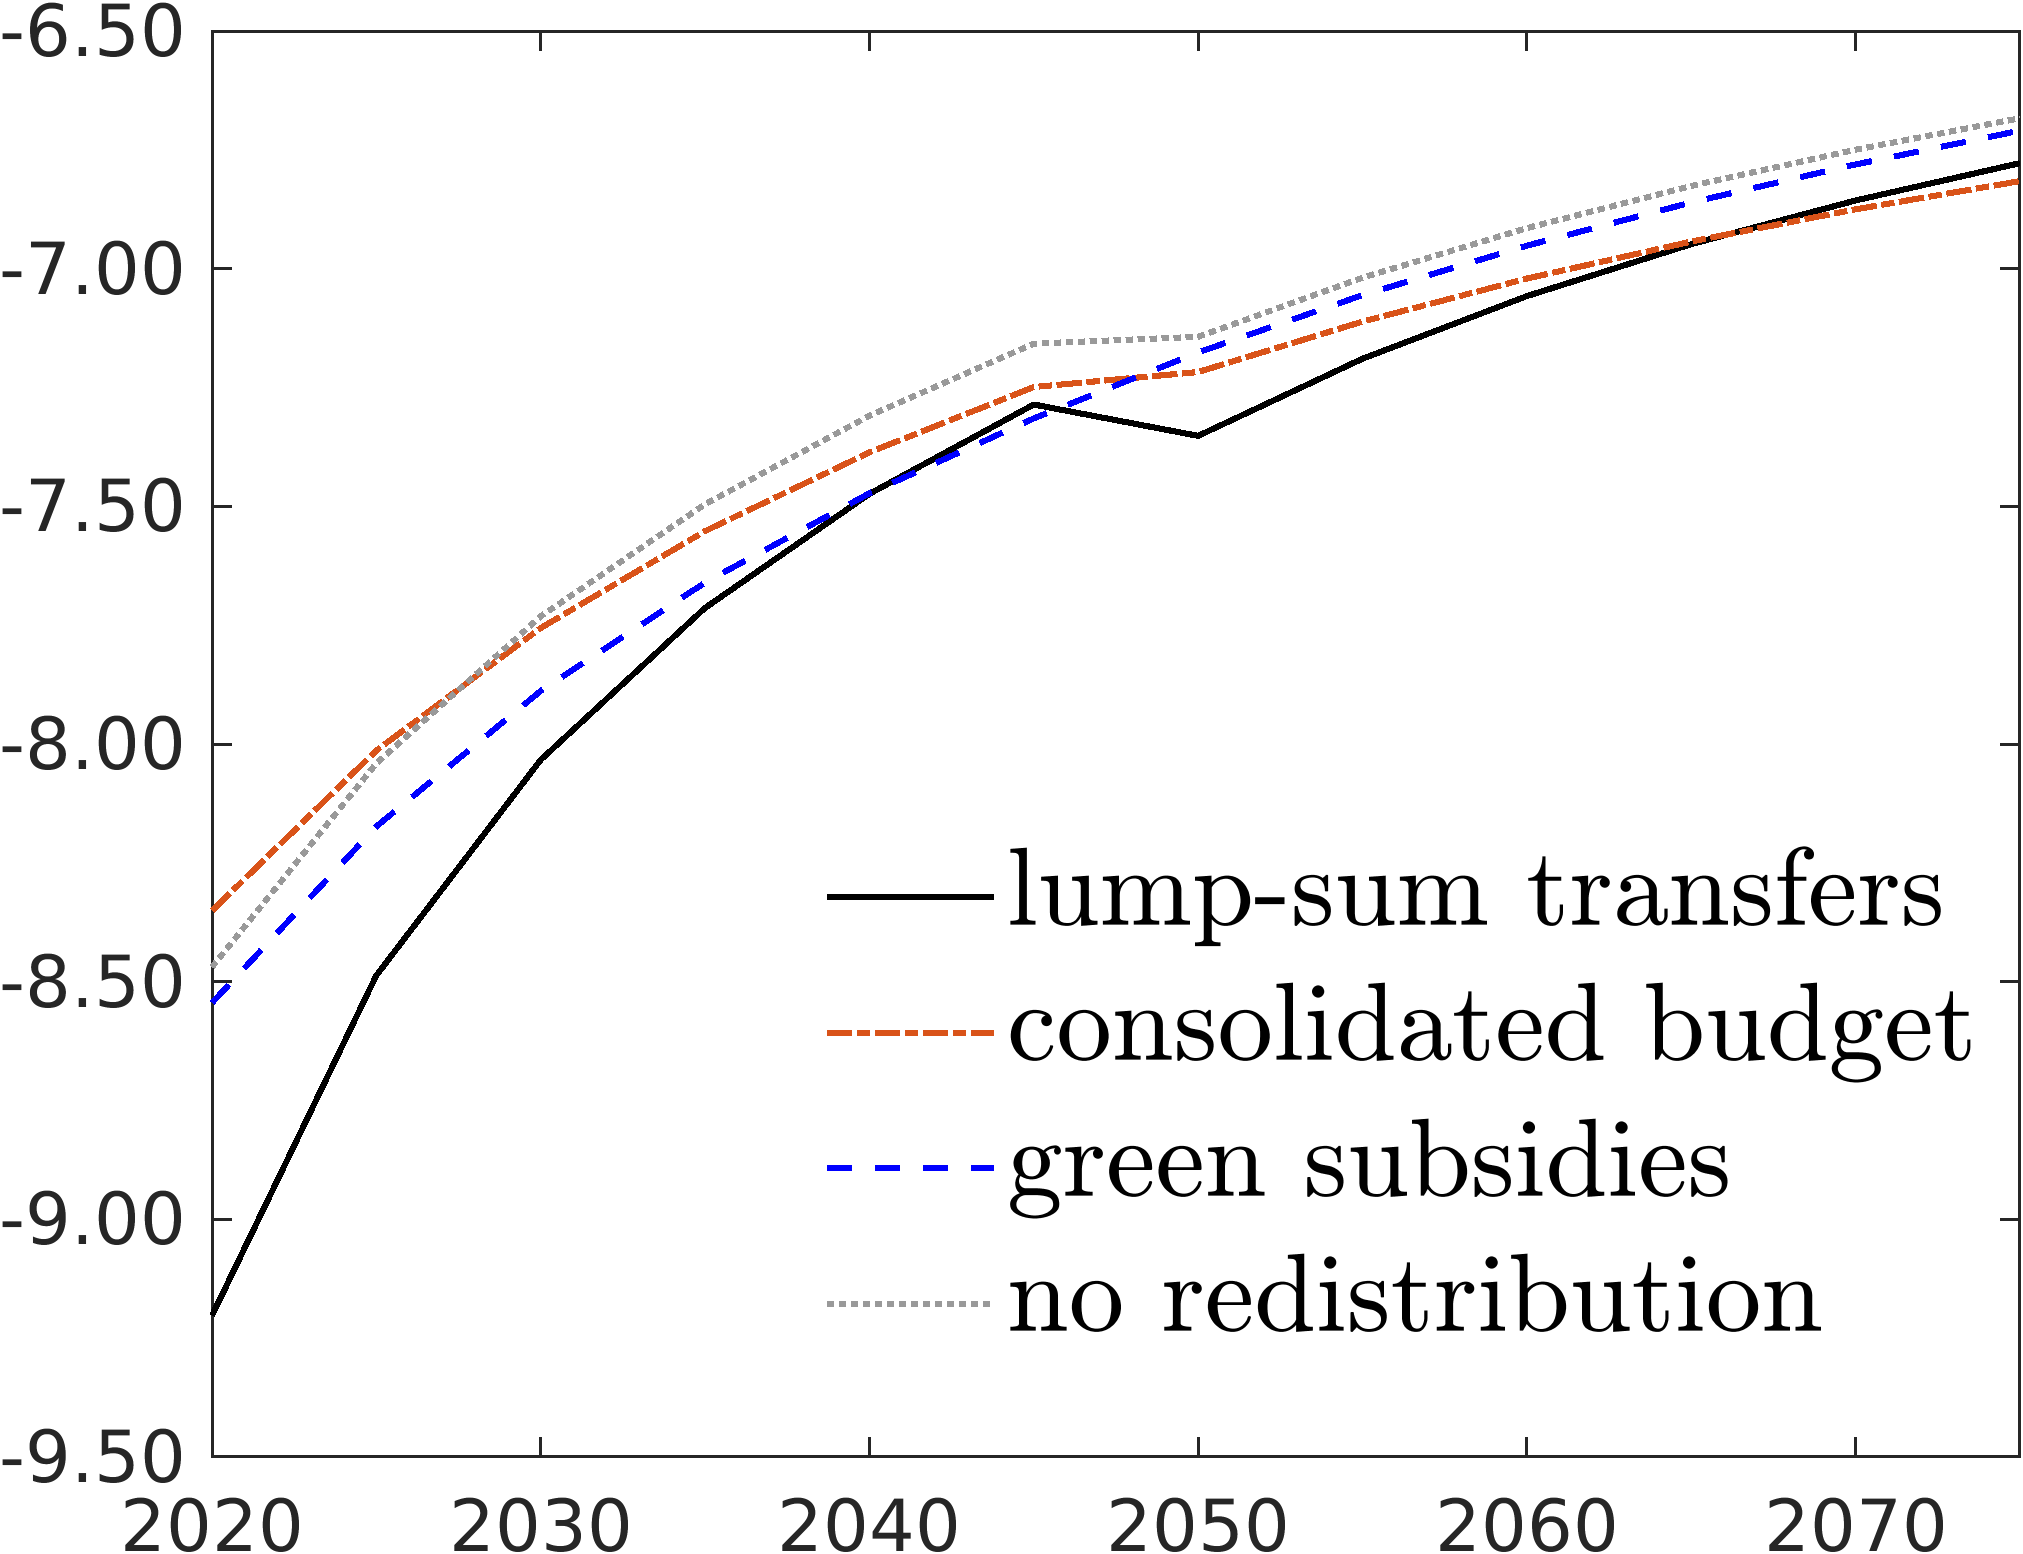 -6.50
-7.00
-7.50
-8.00
-8.50
-9.00
-9.50
lump-sum transfers
consolidated budget
green subsidies
no redistribution
2020 2030 2040 2050 2060 2070